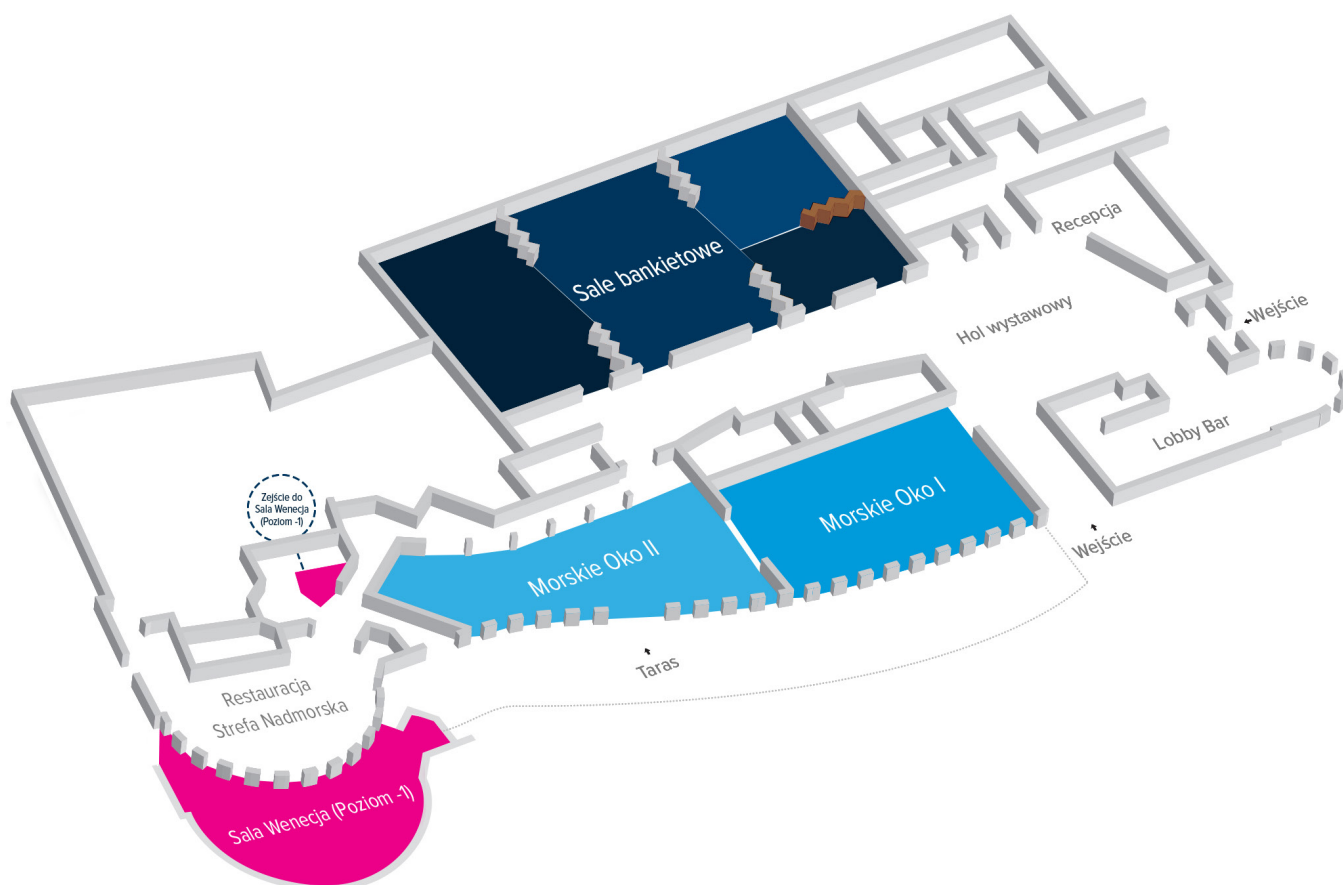 Recepcja
Sale bankietowe
Wejście
Hol wystawowy
Lobby Bar
Zejście do
Sala Wenecja
(Poziom -1)
Morskie Oko I
Morskie Oko II
Wejście
Taras
Restauracja
Strefa Nadmorska
Sala Wenecja (Poziom -1)